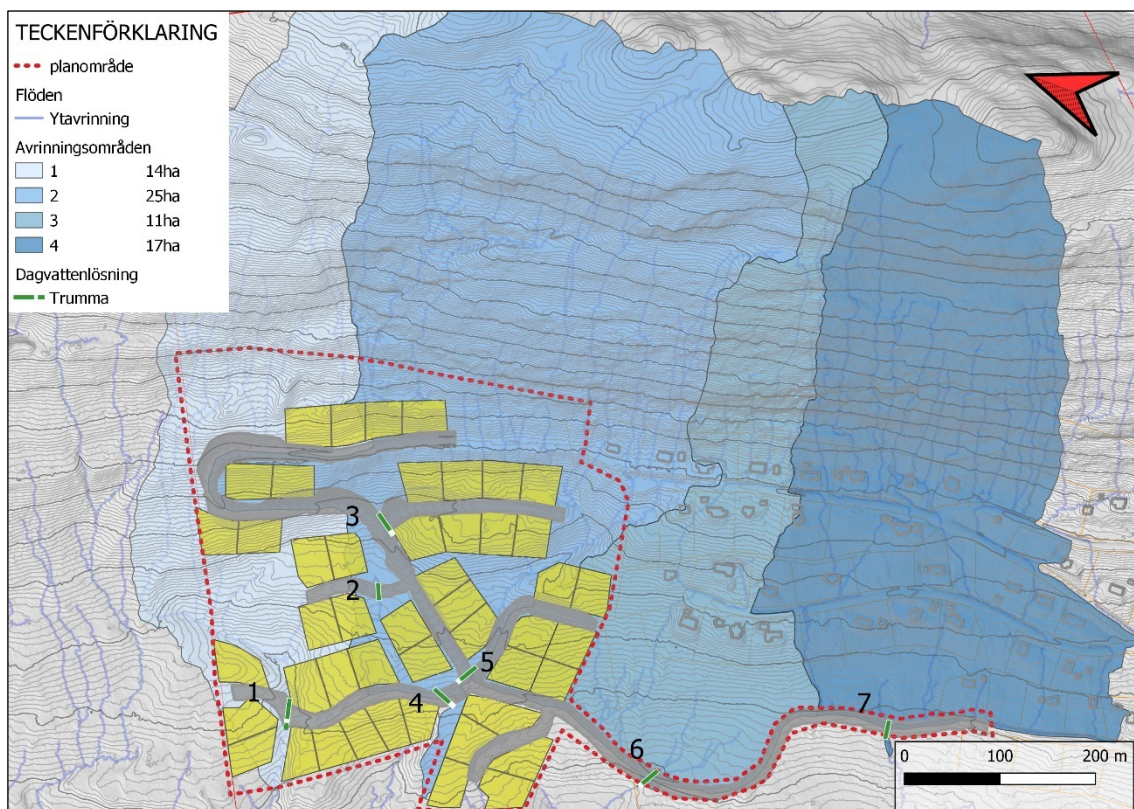 TECKENFÖRKLARING
planområde
Flöden
Ytavrinning
Avrinningsområden
1 14ha
2 25ha
3 11ha
4 17ha
Dagvattenlösning
Trumma
3
2
1
5
4
7
6
0 100 200 m